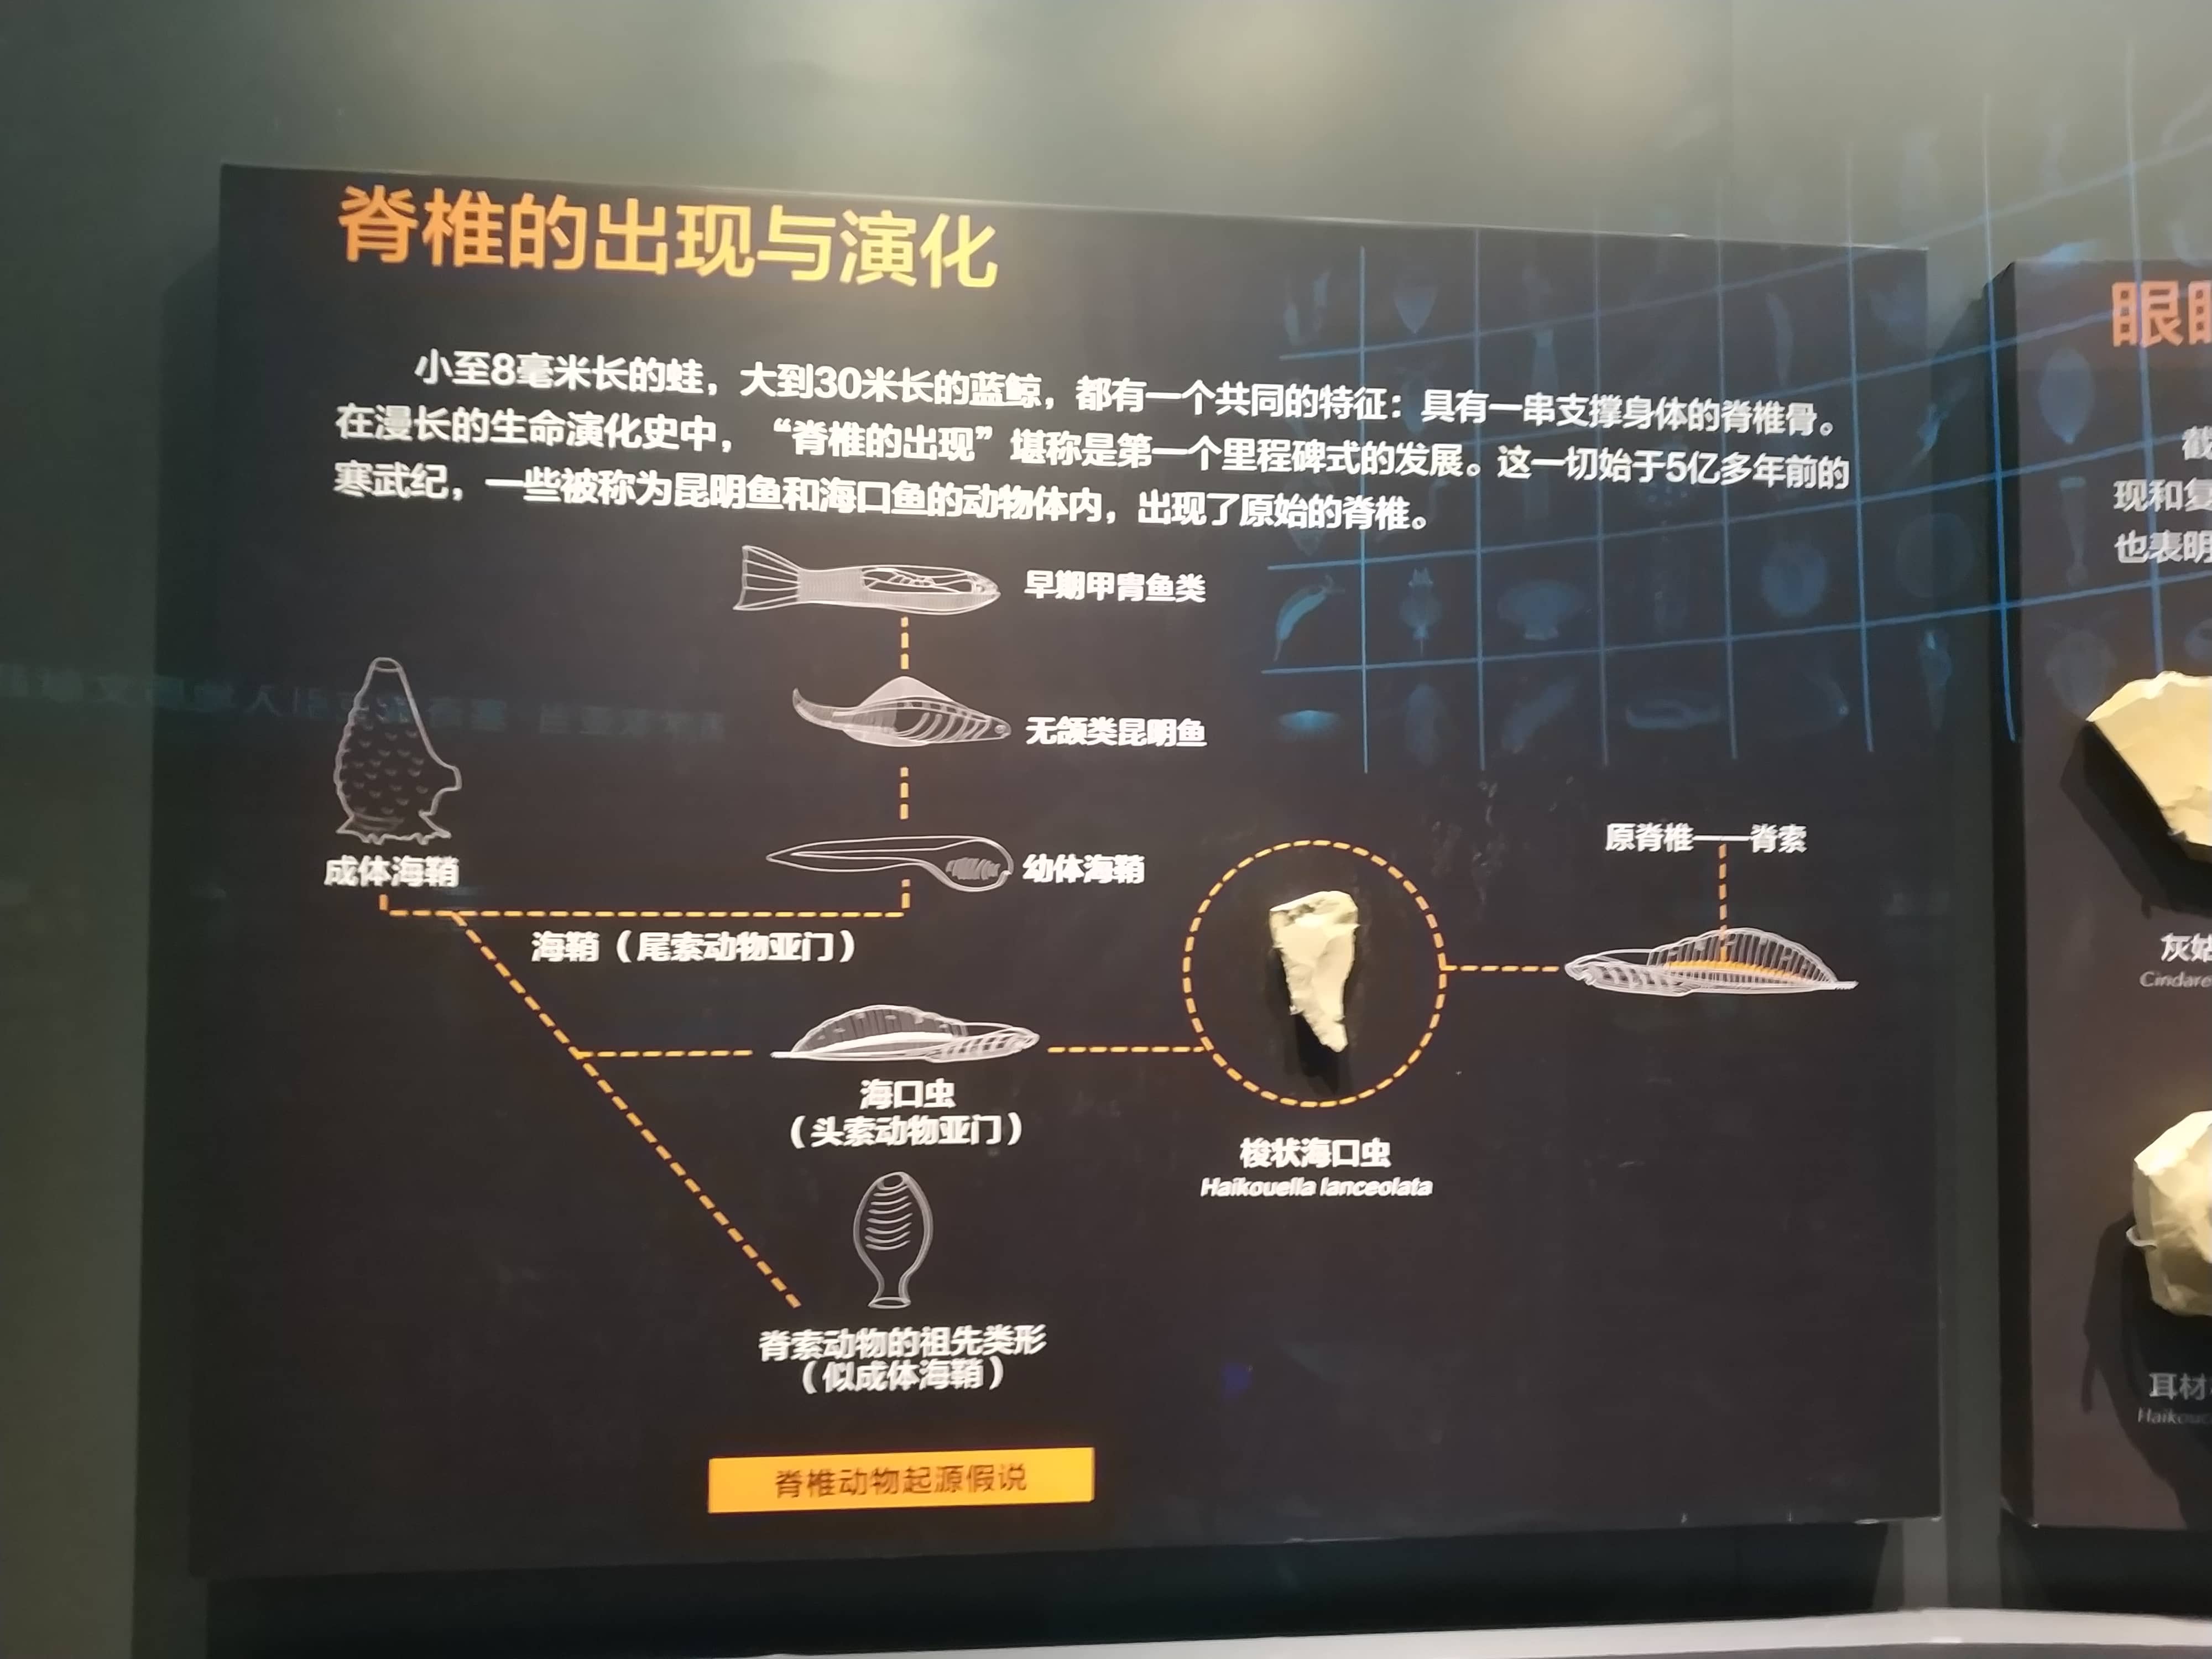 脊椎的出现与演化
小至8毫米长的蛙，大到30米长的蓝鲸，都有一个共同的特征：具有一串支撑身体的脊椎骨。
在漫长的生命演化史中，“脊椎的出现”堪称是第一个里程碑式的发展。这一切始于5亿多年前的
寒武纪，一些被称为昆明鱼和海口鱼的动物体内，出现了原始的脊椎。
早期甲胄鱼类
无颌类昆明鱼
成体海鞘
幼体海鞘
海鞘（尾索动物亚门）
原脊椎——脊索
海口虫
（头索动物亚门）
梭状海口虫
Haikouella lanceolata
脊索动物的祖先类形
（似成体海鞘）
脊椎动物起源假说
眼
截
现和复
也表明
灰姑
Cindare
耳材
Haikou